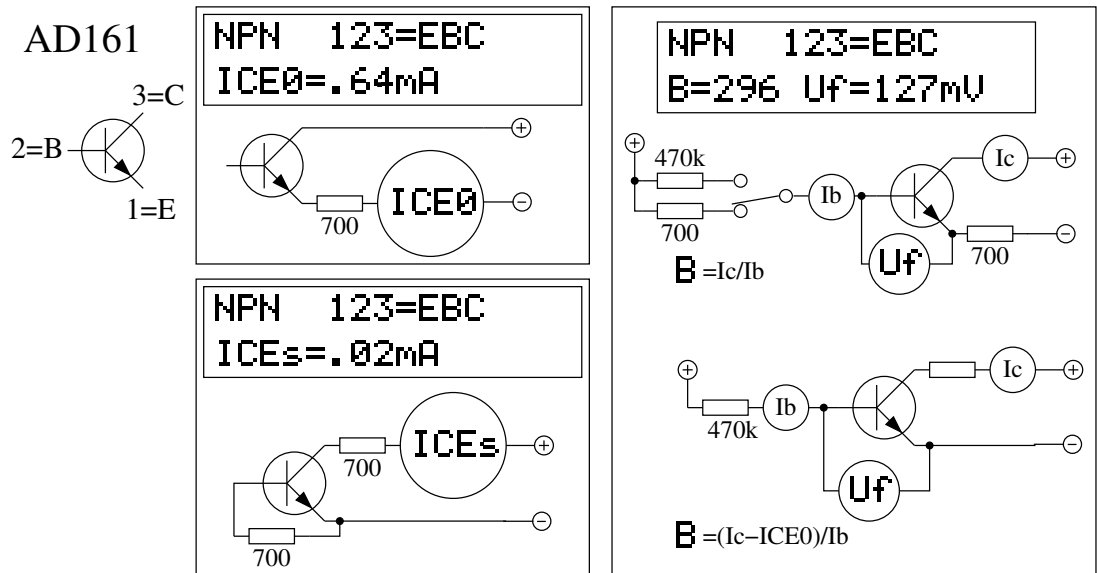 AD161
3=C
2=B
1=E
NPN 123=EBC
ICE0=.64mA
+
700
ICE0
−
NPN 123=EBC
ICEs=.02mA
700
ICEs
+
−
700
NPN 123=EBC
B=296 Uf=127mV
+
470k
700
Ib
Ic
+
Uf
700
−
B =Ic/Ib
+
470k
Ib
Ic
+
−
Uf
B =(Ic−ICE0)/Ib